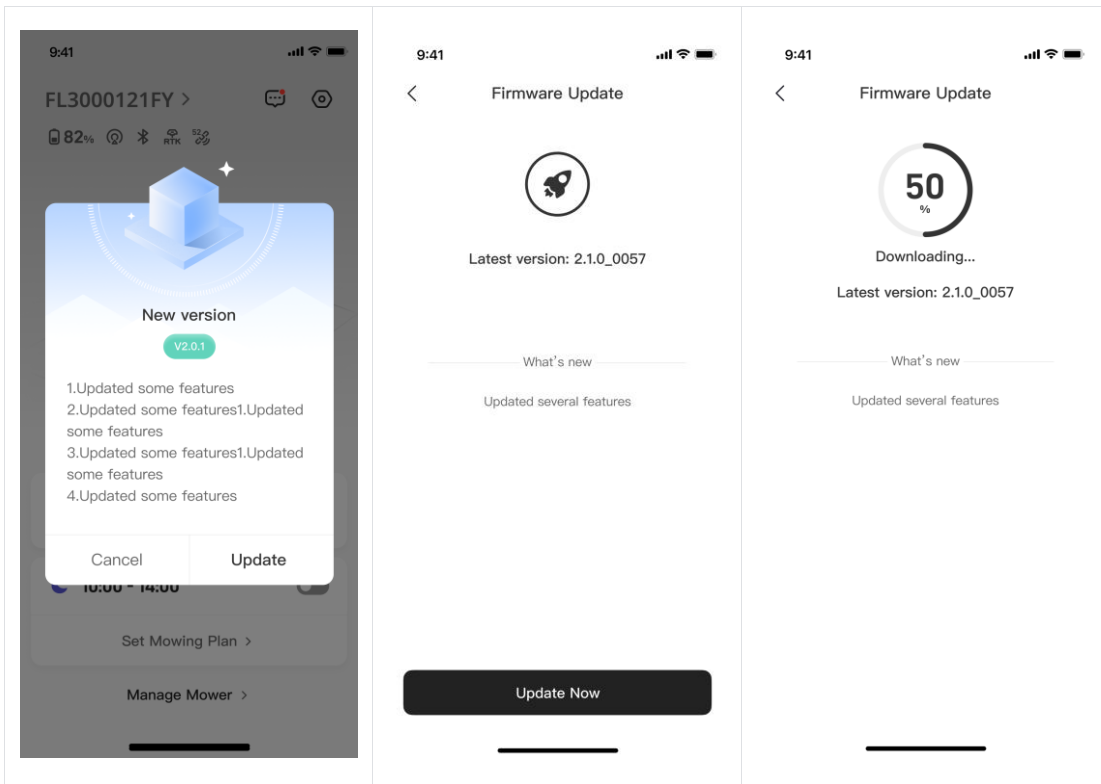 9:41
FL3000121FY >
82%
RTK
52
New version
V2.0.1
1.Updated some features
2.Updated some features1.Updated
some features
3.Updated some features1.Updated
some features
4.Updated some features
Cancel Update
10:00 - 14:00
Set Mowing Plan >
Manage Mower >
9:41
Firmware Update
Latest version: 2.1.0_0057
What's new
Updated several features
Update Now
9:41
Firmware Update
50
%
Downloading...
Latest version: 2.1.0_0057
What's new
Updated several features